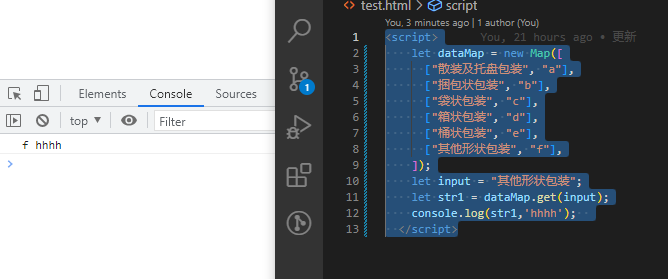 Elements
Console
Sources
top
Filter
f hhhh
test.html > script
You, 3 minutes ago | 1 author (You)
1 <script> You, 21 hours ago • 更新
2 let dataMap = new Map([
3 ["散装及托盘包装", "a"],
4 ["捆包状包装", "b"],
5 ["袋状包装", "c"],
6 ["箱状包装", "d"],
7 ["桶状包装", "e"],
8 ["其他形状包装", "f"],
9 ]);
10 let input = "其他形状包装";
11 let str1 = dataMap.get(input);
12 console.log(str1,'hhhh');
13 </script>
1